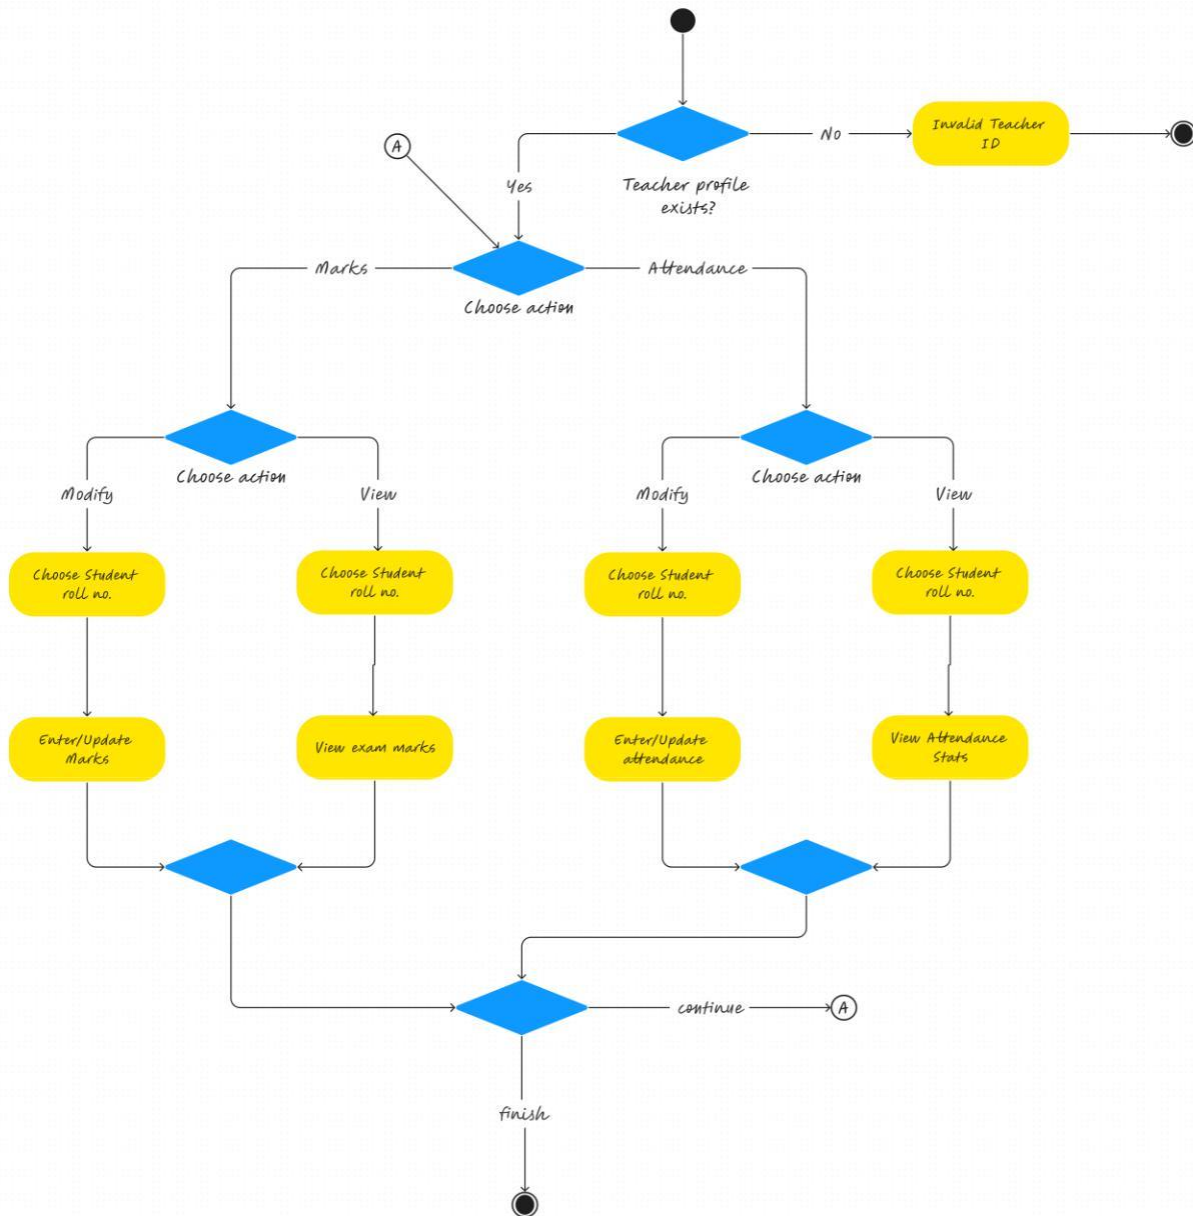 No
Invalid Teacher
ID
A
Yes
Teacher profile
exists?
Marks
Attendance
Choose action
Choose action
Choose action
Modify
View
Modify
View
Choose Student
roll no.
Choose Student
roll no.
Choose Student
roll no.
Choose Student
roll no.
Enter/Update
Marks
View exam marks
Enter/Update
attendance
View Attendance
Stats
continue
A
finish